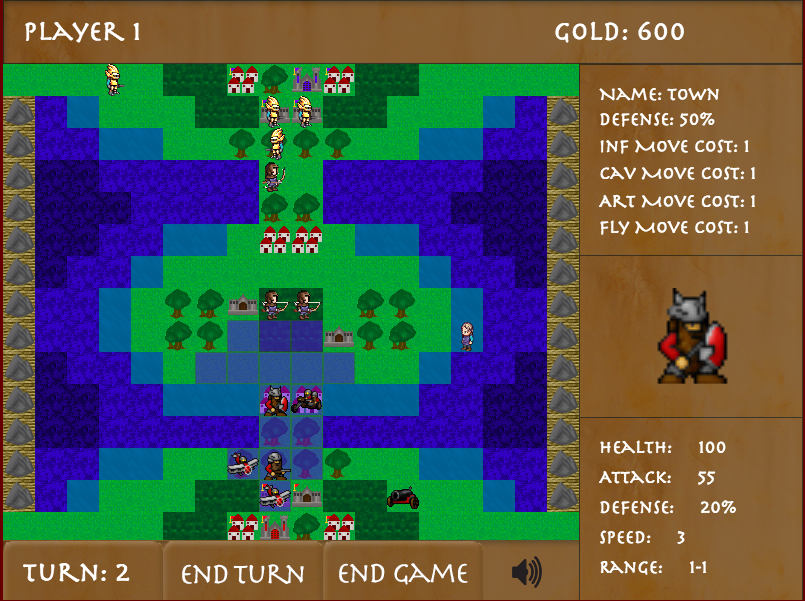 PLAYER 1
GOLD: 600
NAME: TOWN
DEFENSE: 50%
INF MOVE COST: 1
CAV MOVE COST: 1
ART MOVE COST: 1
FLY MOVE COST: 1
HEALTH: 100
ATTACK: 55
DEFENSE: 20%
SPEED: 3
RANGE: 1-1
TURN: 2
END TURN
END GAME